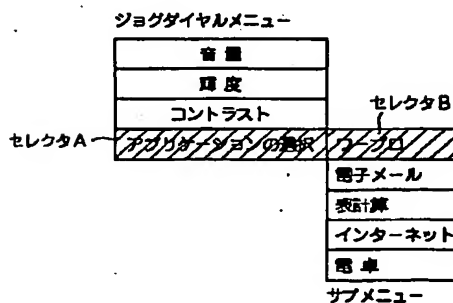 ジョグダイヤルメニュー
音 量
輝 度
コントラスト
セレクタB
セレクタA
アプリケーションの選択
ワープロ
電子メール
表計算
インターネット
電 卓
サブメニュー